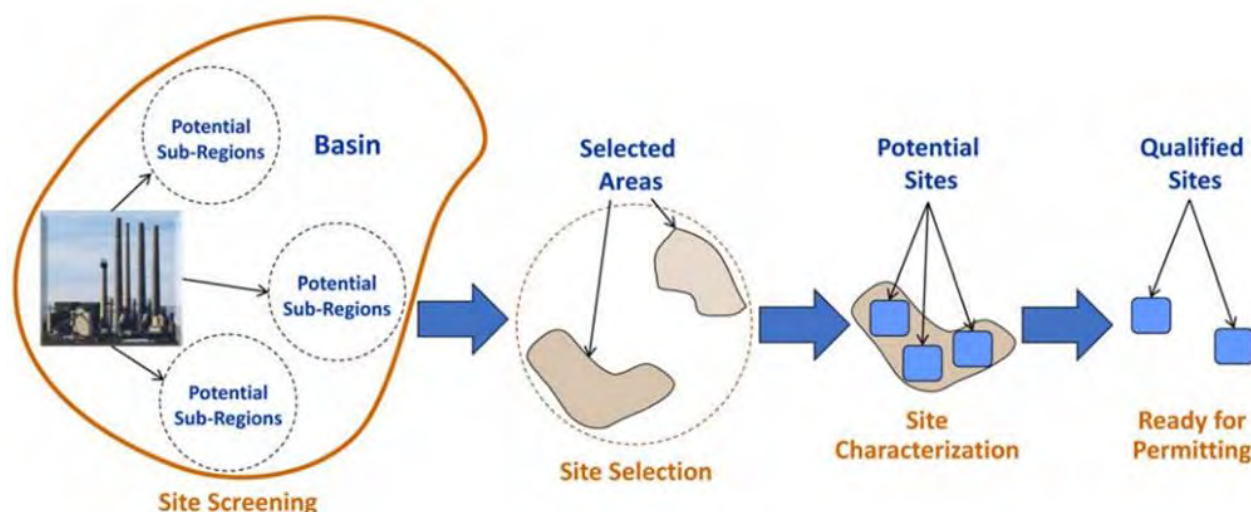 Potential
Sub-Regions
Basin
Potential
Sub-Regions
Potential
Sub-Regions
Site Screening
Selected
Areas
Site Selection
Potential
Sites
Site
Characterization
Qualified
Sites
Ready for
Permitting